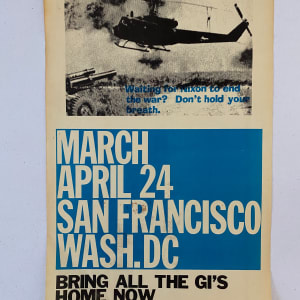 Waiting for Nixon to end
the war? Don't hold your
breath.
MARCH
APRIL 24
SAN FRANCISCO
WASH.DC
BRING ALL THE GI'S
HOME NOW